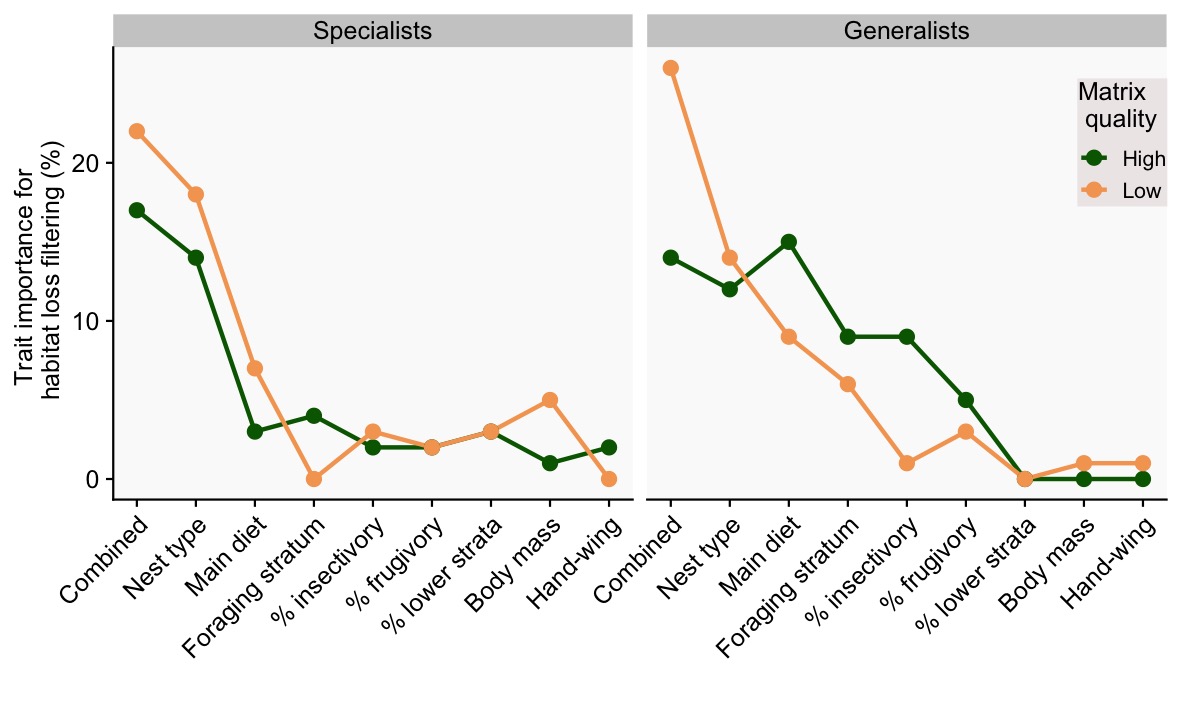 Specialists
Generalists
Trait importance for
habitat loss filtering (%)
20
10
0
Matrix
quality
High
Low
Combined
Nest type
Main diet
Foraging stratum
% insectivory
% frugivory
% lower strata
Body mass
Hand-wing
Combined
Nest type
Main diet
Foraging stratum
% insectivory
% frugivory
% lower strata
Body mass
Hand-wing